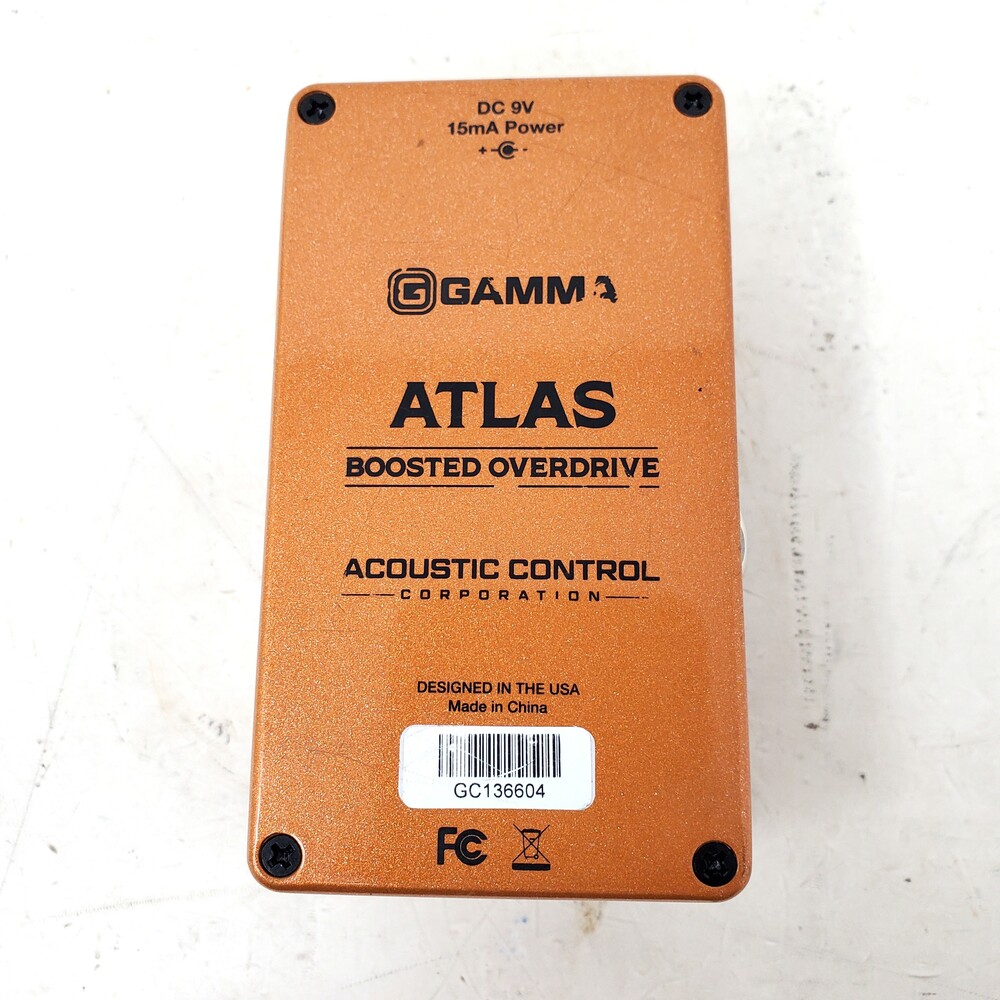 DC 9V
15mA Power
+ -
G GAMMA
ATLAS
BOOSTED OVERDRIVE
ACOUSTIC CONTROL
CORPORATION
DESIGNED IN THE USA
Made in China
GC136604
FC